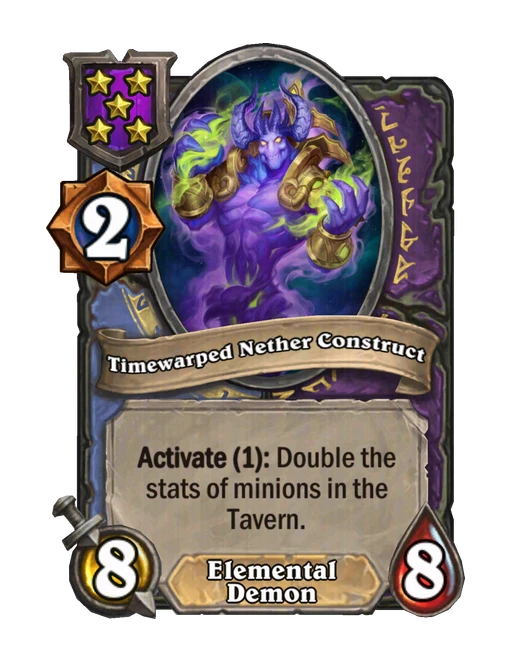 2
Timewarped Nether Construct
Activate (1): Double the
stats of minions in the
Tavern.
8
Elemental
Demon
8